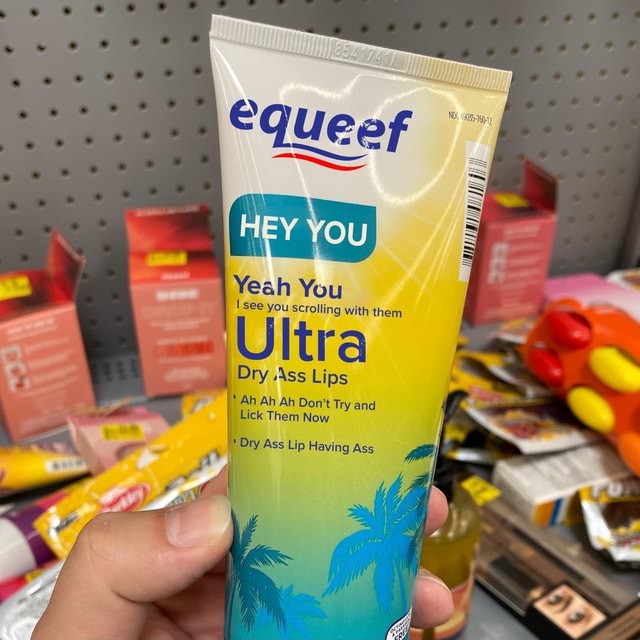 8541741A
equeef
HEY YOU
Yeah You
I see you scrolling with them
Ultra
Dry Ass Lips
• Ah Ah Ah Don't Try and
Lick Them Now
• Dry Ass Lip Having Ass